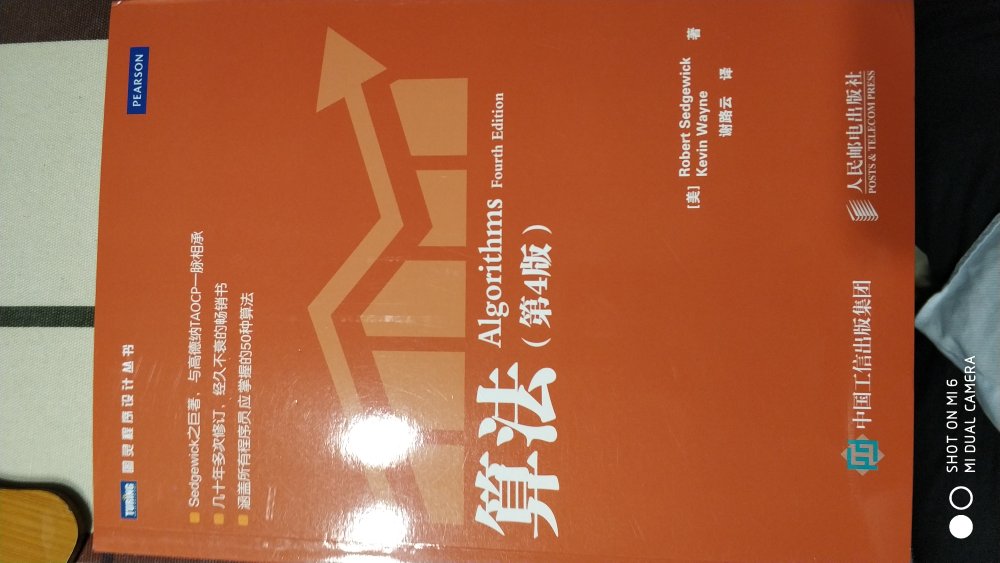 TURING 图灵程序设计丛书
PEARSON
Sedgewick之巨著，与高德纳TAOCP一脉相承
几十年多次修订、经久不衰的畅销书
涵盖所有程序员应掌握的50种算法
算法 Algorithms Fourth Edition
（第4版）
[美] Robert Sedgewick
Kevin Wayne 著
谢路云 译
中国工信出版集团
人民邮电出版社
POSTS & TELECOM PRESS
SHOT ON MI 6
MI DUAL CAMERA